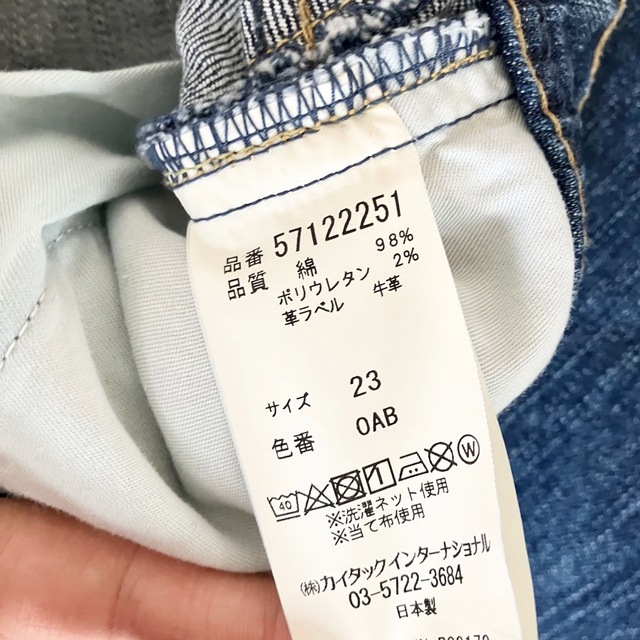 品番 57122251
品質 綿 98%
ポリウレタン 2%
革ラベル 牛革
サイズ 23
色番 OAB
40 W
※洗濯ネット使用
※当て布使用
(株)カイタックインターナショナル
03-5722-3684
日本製